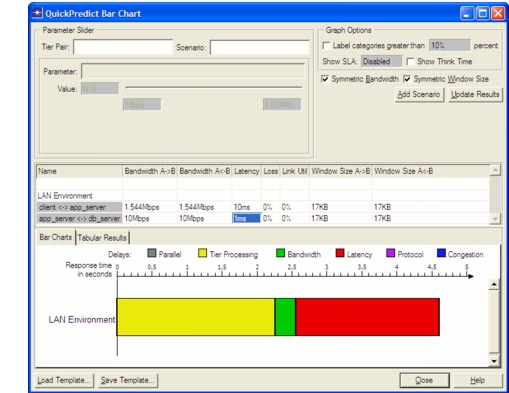 QuickPredict Bar Chart
Parameter Slider
Tier Pair: Scenario:
Parameter:
Value: N/A
Graph Options
Label categories greater than 10% percent
Show SLA: Disabled Show Think Time
Symmetric Bandwidth Symmetric Window Size
Add Scenario Update Results
Name Bandwidth A->B Bandwidth A<-B Latency Loss Link Util Window Size A->B Window Size A<-B
LAN Environment
client <-> app_server 1.544Mbps 1.544Mbps 10ms 0% 0% 17KB 17KB
app_server <-> db_server 10Mbps 10Mbps 1ms 0% 0% 17KB 17KB
Bar Charts Tabular Results
Delays: Parallel Tier Processing Bandwidth Latency Protocol Congestion
Response time 0 0.5 1 1.5 2 2.5 3 3.5 4 4.5 5
in seconds
LAN Environment
Load Template... Save Template... Close Help